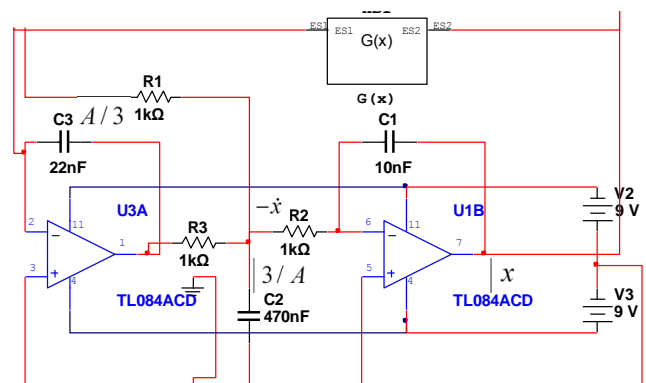 ES1 ES1 ES2 ES2
G(x)
G(x)
R1
1kΩ
C3 A/3
22nF
C1
10nF
2
3
1
11
4
U3A
TL084ACD
R3
1kΩ
-ẋ
R2
1kΩ
3/A
C2
470nF
6
5
7
11
4
U1B
TL084ACD
x
V2
9 V
V3
9 V